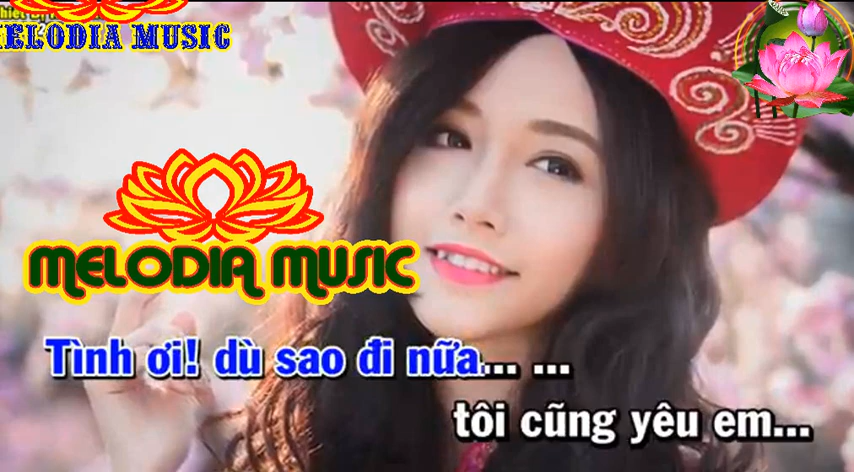 MELODIA MUSIC
MELODIA MUSIC
Tình ơi! dù sao đi nữa... ...
tôi cũng yêu em...